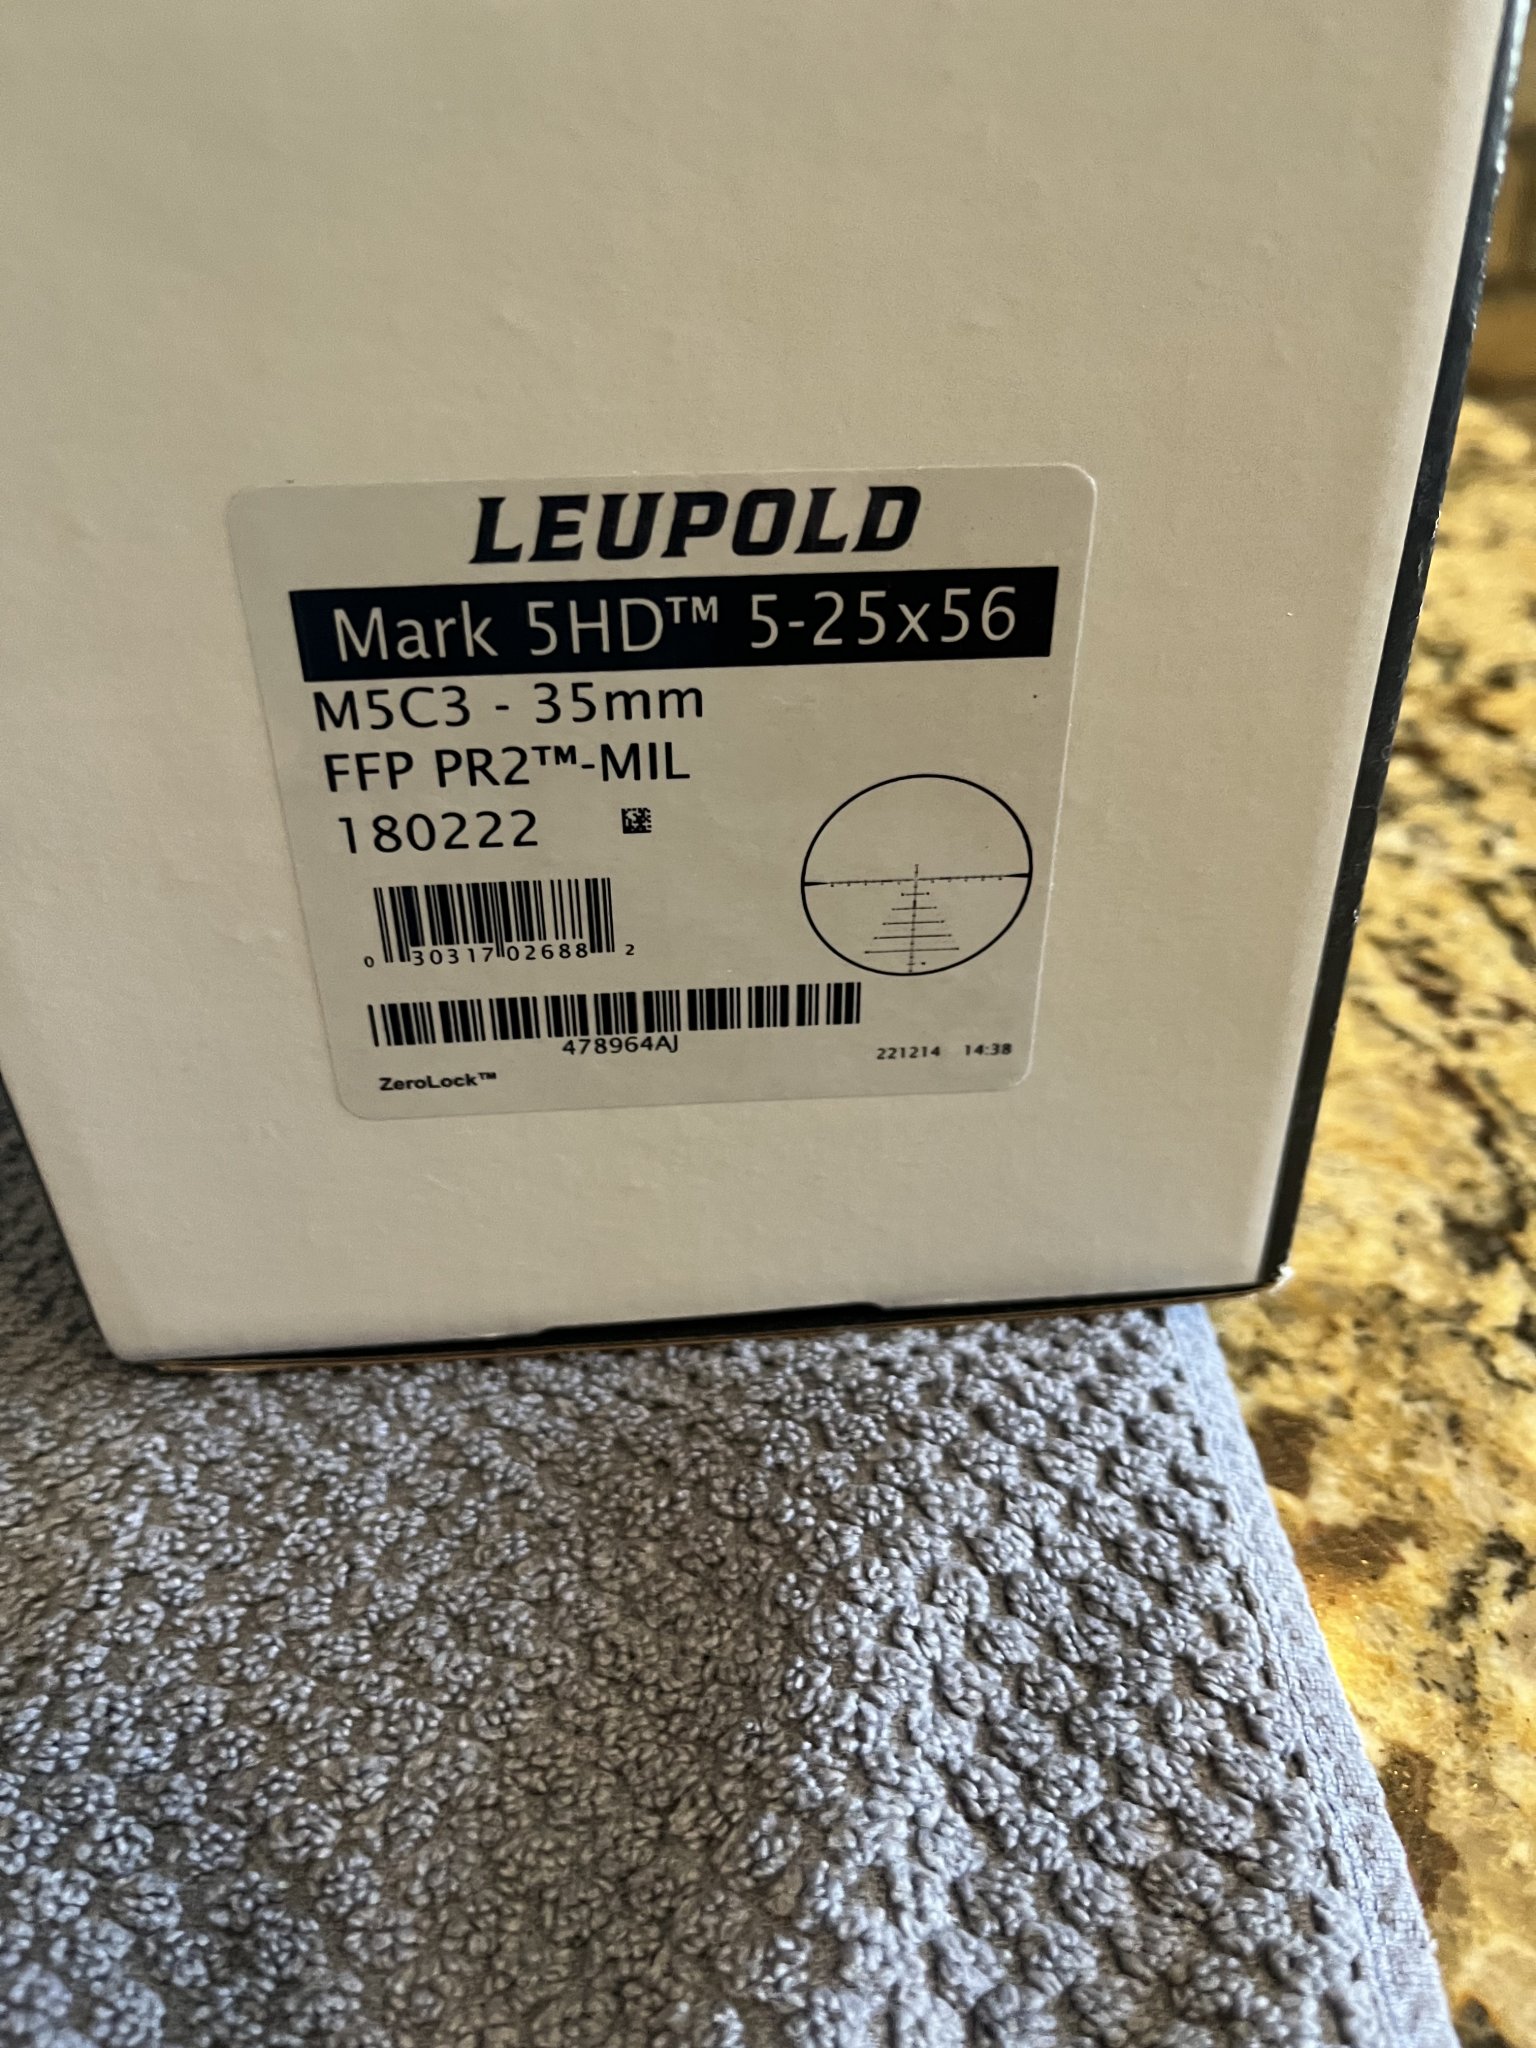 LEUPOLD
Mark 5HD™ 5-25x56
M5C3 - 35mm
FFP PR2™-MIL
180222
0 30317 02688 2
478964AJ
221214 14:38
ZeroLock™